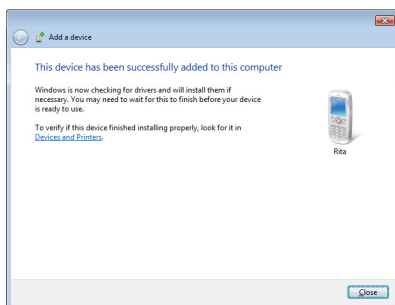 Add a device
This device has been successfully added to this computer
Windows is now checking for drivers and will install them if
necessary. You may need to wait for this to finish before your device
is ready to use.
To verify if this device finished installing properly, look for it in
Devices and Printers.
Rita
Close